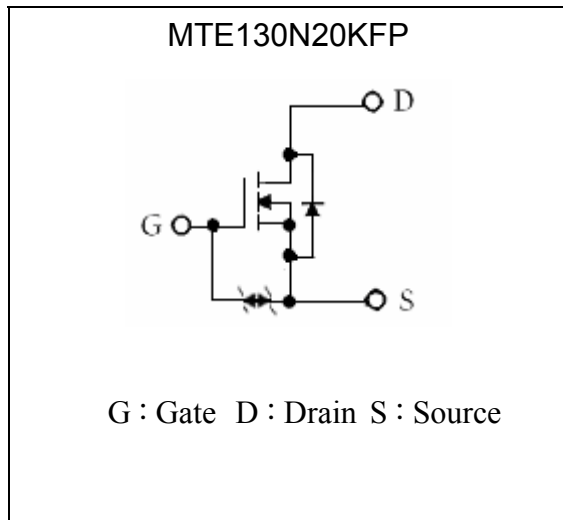 MTE130N20KFP
D
G
S
G：Gate D：Drain S：Source